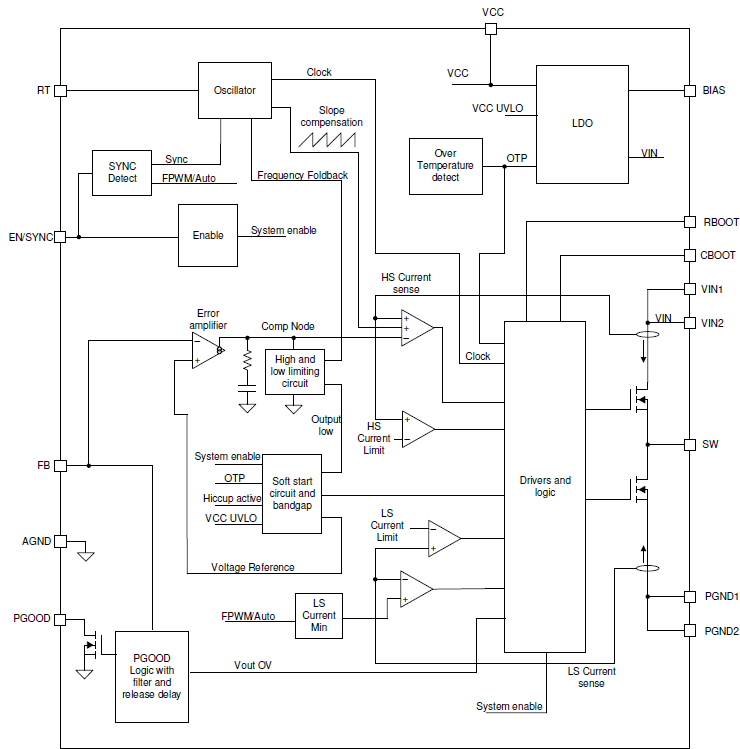 VCC
RT
Oscillator
Clock
VCC
BIAS
VCC UVLO
LDO
Slope
compensation
Over
Temperature
detect
OTP
VIN
SYNC
Detect
Sync
FPWM/Auto
Frequency Foldback
RBOOT
EN/SYNC
Enable
System enable
CBOOT
HS Current
sense
VIN1
Error
amplifier
Comp Node
VIN
VIN2
+
+
−
−
+
High and
low limiting
circuit
Clock
Output
low
HS
Current
Limit
+
−
SW
System enable
FB
OTP
Hiccup active
VCC UVLO
Soft start
circuit and
bandgap
Drivers and
logic
LS
Current
Limit
−
+
AGND
Voltage Reference
−
+
PGND1
FPWM/Auto
LS
Current
Min
PGOOD
PGND2
PGOOD
Logic with
filter and
release delay
Vout OV
LS Current
sense
System enable